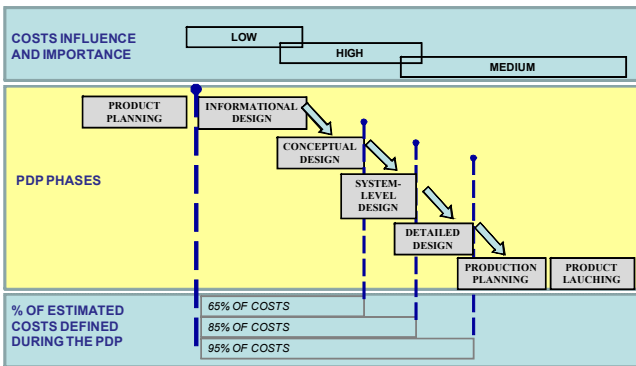 COSTS INFLUENCE
AND IMPORTANCE
LOW
HIGH
MEDIUM
PRODUCT
PLANNING
INFORMATIONAL
DESIGN
CONCEPTUAL
DESIGN
PDP PHASES
SYSTEM-
LEVEL
DESIGN
DETAILED
DESIGN
PRODUCTION
PLANNING
PRODUCT
LAUCHING
% OF ESTIMATED
COSTS DEFINED
DURING THE PDP
65% OF COSTS
85% OF COSTS
95% OF COSTS